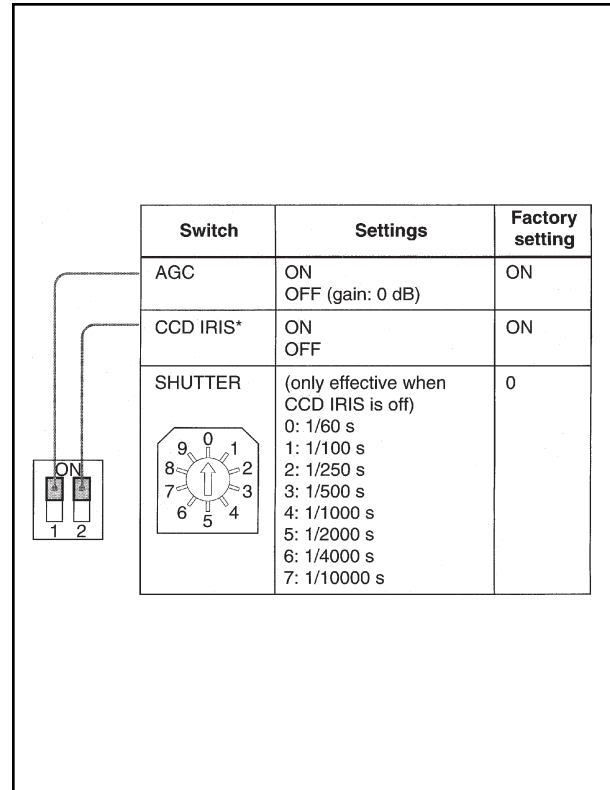 Switch Settings Factory setting
AGC ON ON
OFF (gain: 0 dB)
CCD IRIS* ON ON
OFF
SHUTTER (only effective when 0
CCD IRIS is off)
0: 1/60 s
1: 1/100 s
2: 1/250 s
3: 1/500 s
4: 1/1000 s
5: 1/2000 s
6: 1/4000 s
7: 1/10000 s
0
9 1
8 2
7 3
6 4
5
ON
1 2